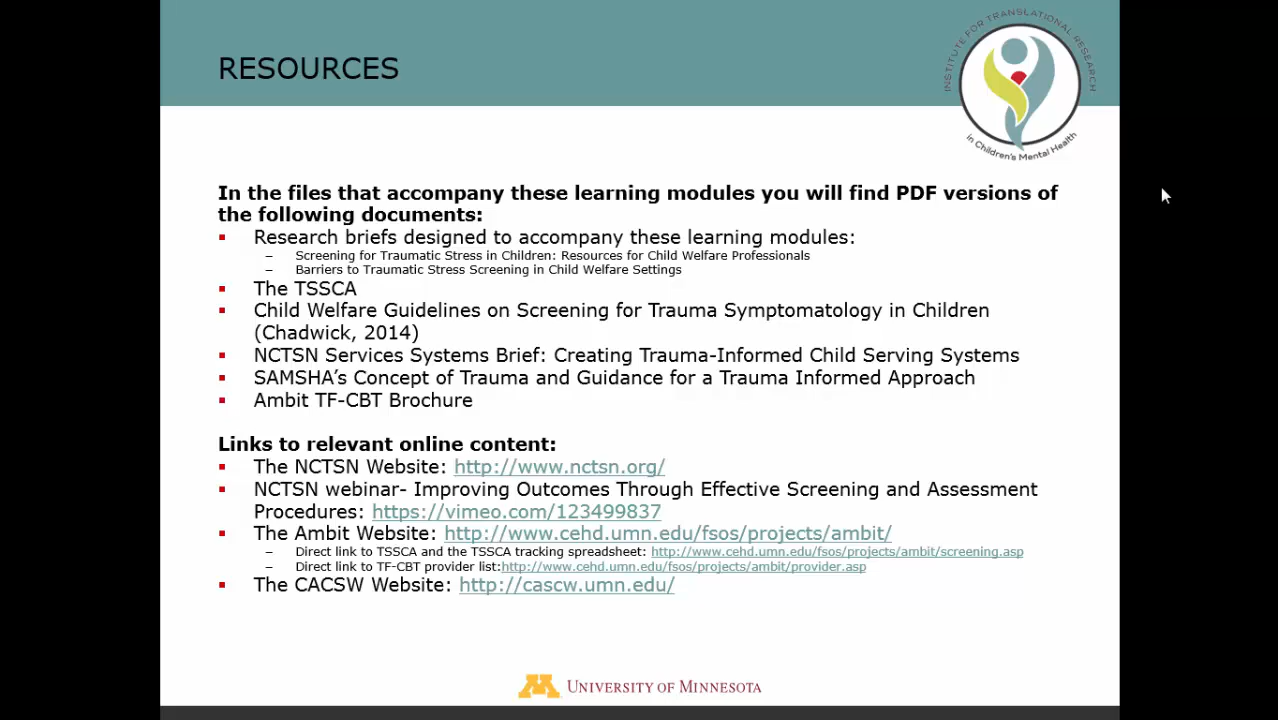 RESOURCES
INSTITUTE FOR TRANSLATIONAL RESEARCH
in Children's Mental Health
In the files that accompany these learning modules you will find PDF versions of
the following documents:
▪ Research briefs designed to accompany these learning modules:
– Screening for Traumatic Stress in Children: Resources for Child Welfare Professionals
– Barriers to Traumatic Stress Screening in Child Welfare Settings
▪ The TSSCA
▪ Child Welfare Guidelines on Screening for Trauma Symptomatology in Children
(Chadwick, 2014)
▪ NCTSN Services Systems Brief: Creating Trauma-Informed Child Serving Systems
▪ SAMSHA's Concept of Trauma and Guidance for a Trauma Informed Approach
▪ Ambit TF-CBT Brochure
Links to relevant online content:
▪ The NCTSN Website: http://www.nctsn.org/
▪ NCTSN webinar- Improving Outcomes Through Effective Screening and Assessment
Procedures: https://vimeo.com/123499837
▪ The Ambit Website: http://www.cehd.umn.edu/fsos/projects/ambit/
– Direct link to TSSCA and the TSSCA tracking spreadsheet: http://www.cehd.umn.edu/fsos/projects/ambit/screening.asp
– Direct link to TF-CBT provider list:http://www.cehd.umn.edu/fsos/projects/ambit/provider.asp
▪ The CACSW Website: http://cascw.umn.edu/
M UNIVERSITY OF MINNESOTA